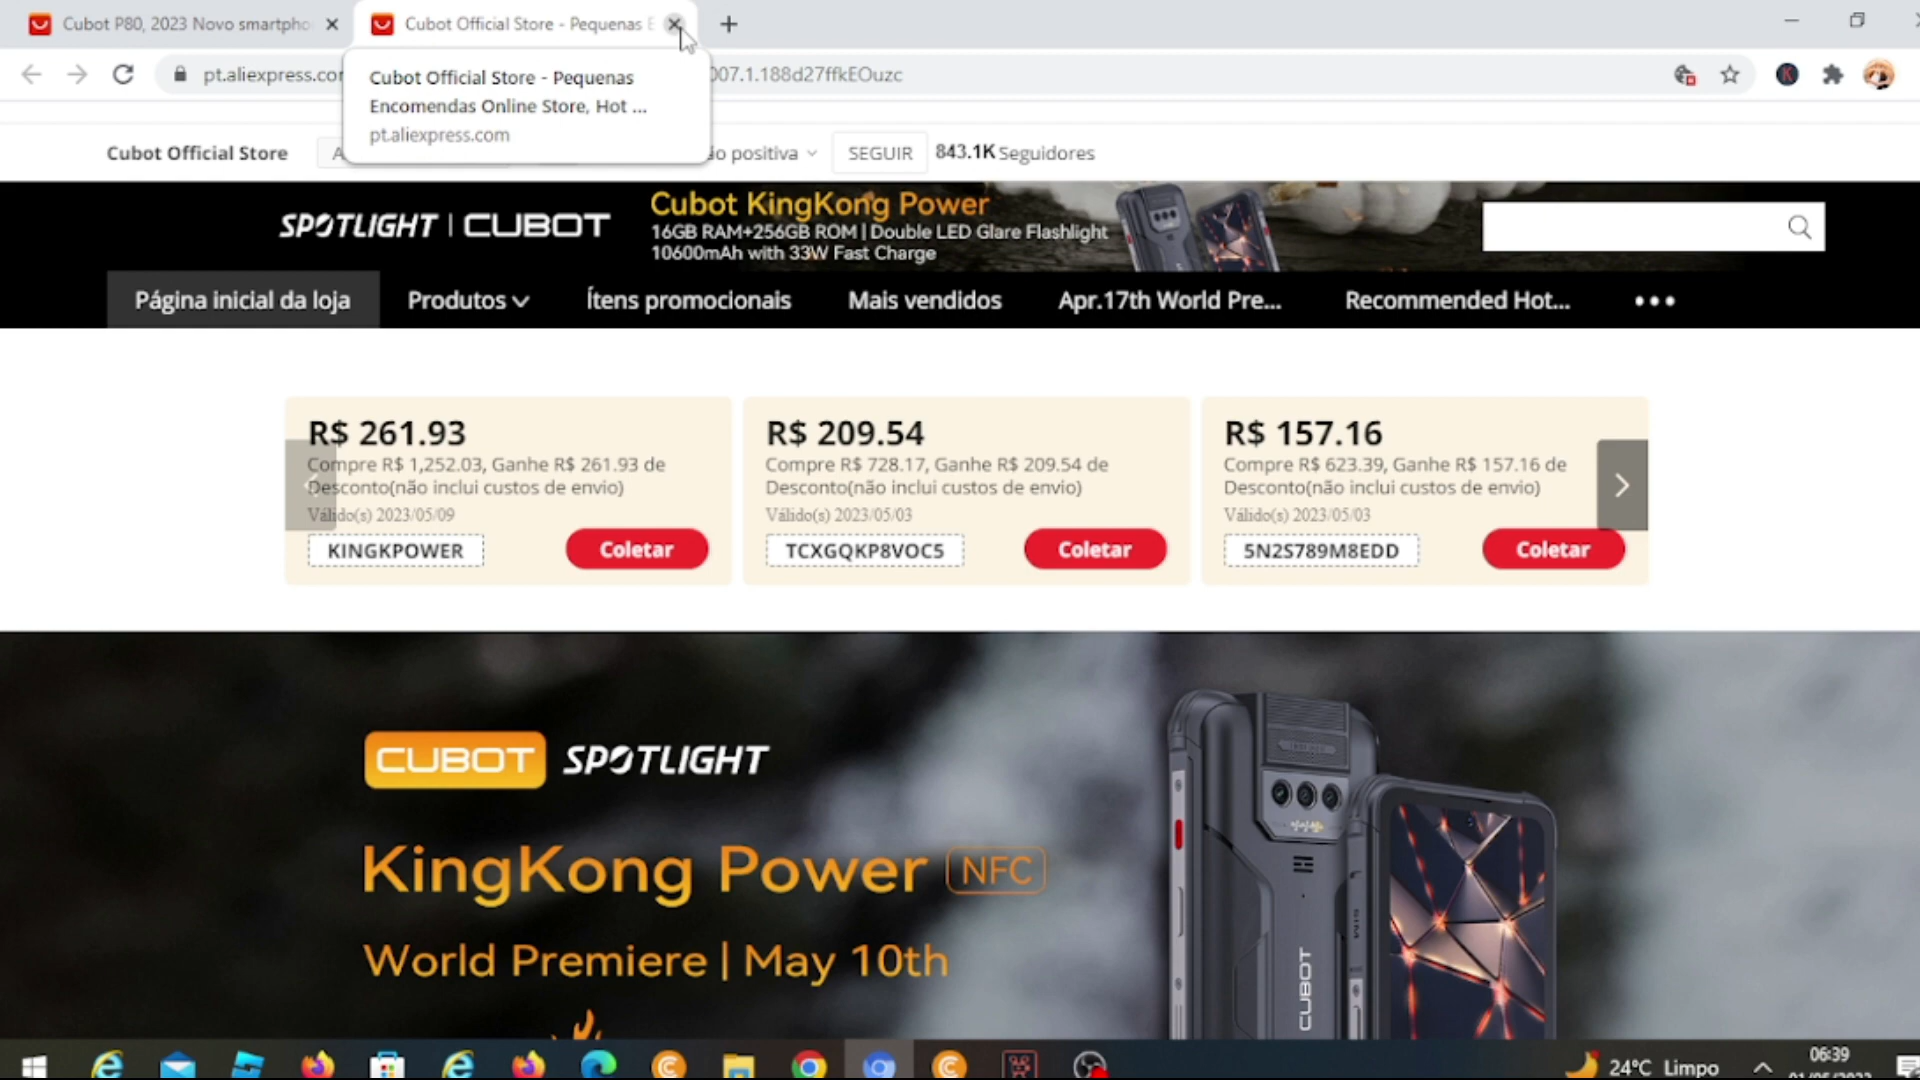 Cubot P80, 2023 Novo smartpho
Cubot Official Store - Pequenas E
pt.aliexpress.co
007.1.188d27ffkEOuzc
Cubot Official Store - Pequenas
Encomendas Online Store, Hot ...
pt.aliexpress.com
Cubot Official Store
A
ão positiva
SEGUIR
843.1K Seguidores
SPOTLIGHT | CUBOT
Cubot KingKong Power
16GB RAM+256GB ROM | Double LED Glare Flashlight
10600mAh with 33W Fast Charge
Página inicial da loja
Produtos
Ítens promocionais
Mais vendidos
Apr.17th World Pre...
Recommended Hot...
R$ 261.93
Compre R$ 1,252.03, Ganhe R$ 261.93 de
Desconto(não inclui custos de envio)
Válido(s) 2023/05/09
KINGKPOWER
Coletar
R$ 209.54
Compre R$ 728.17, Ganhe R$ 209.54 de
Desconto(não inclui custos de envio)
Válido(s) 2023/05/03
TCXGQKP8VOC5
Coletar
R$ 157.16
Compre R$ 623.39, Ganhe R$ 157.16 de
Desconto(não inclui custos de envio)
Válido(s) 2023/05/03
5N2S789M8EDD
Coletar
CUBOT SPOTLIGHT
KingKong Power NFC
World Premiere | May 10th
CUBOT
24°C Limpo
06:39